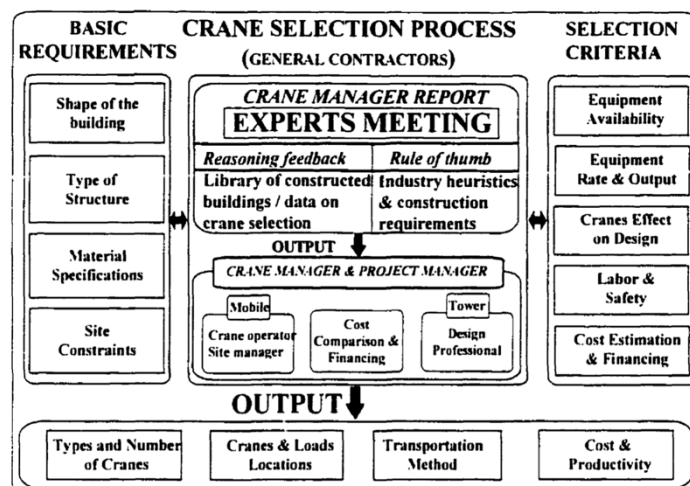 BASIC
REQUIREMENTS
Shape of the
building
Type of
Structure
Material
Specifications
Site
Constraints
CRANE SELECTION PROCESS
(GENERAL CONTRACTORS)
CRANE MANAGER REPORT
EXPERTS MEETING
Reasoning feedback
Library of constructed
buildings / data on
crane selection
Rule of thumb
Industry heuristics
& construction
requirements
OUTPUT
CRANE MANAGER & PROJECT MANAGER
Mobile
Crane operator
Site manager
Cost
Comparison &
Financing
Tower
Design
Professional
SELECTION
CRITERIA
Equipment
Availability
Equipment
Rate & Output
Cranes Effect
on Design
Labor &
Safety
Cost Estimation
& Financing
OUTPUT
Types and Number
of Cranes
Cranes & Loads
Locations
Transportation
Method
Cost &
Productivity